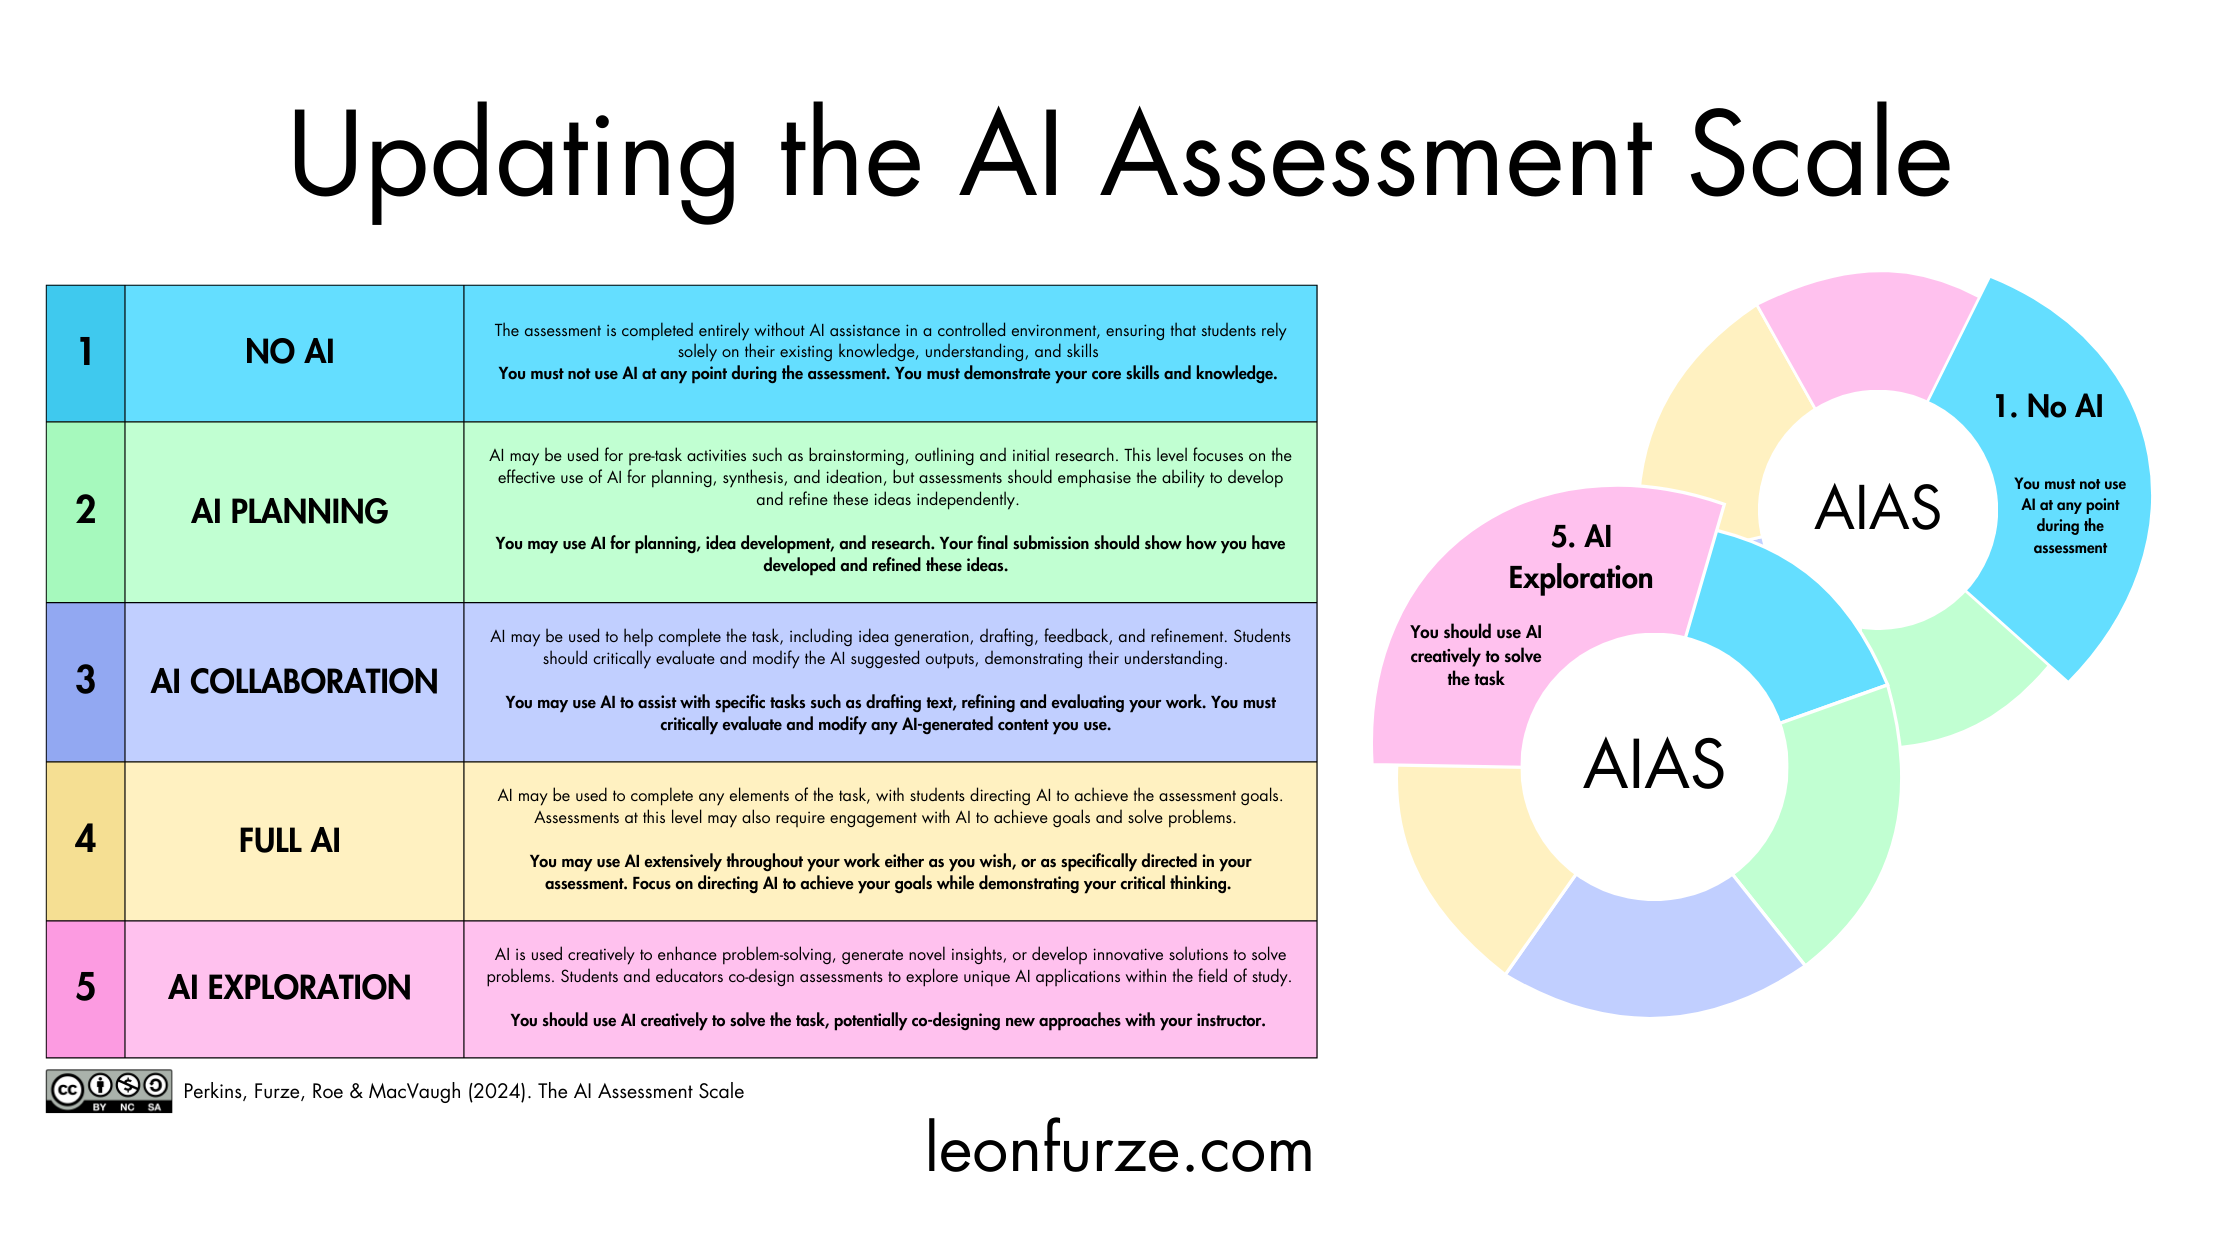 Updating the AI Assessment Scale
1
NO AI
The assessment is completed entirely without AI assistance in a controlled environment, ensuring that students rely
solely on their existing knowledge, understanding, and skills
You must not use AI at any point during the assessment. You must demonstrate your core skills and knowledge.
2
AI PLANNING
AI may be used for pre-task activities such as brainstorming, outlining and initial research. This level focuses on the
effective use of AI for planning, synthesis, and ideation, but assessments should emphasise the ability to develop
and refine these ideas independently.
You may use AI for planning, idea development, and research. Your final submission should show how you have
developed and refined these ideas.
3
AI COLLABORATION
AI may be used to help complete the task, including idea generation, drafting, feedback, and refinement. Students
should critically evaluate and modify the AI suggested outputs, demonstrating their understanding.
You may use AI to assist with specific tasks such as drafting text, refining and evaluating your work. You must
critically evaluate and modify any AI-generated content you use.
4
FULL AI
AI may be used to complete any elements of the task, with students directing AI to achieve the assessment goals.
Assessments at this level may also require engagement with AI to achieve goals and solve problems.
You may use AI extensively throughout your work either as you wish, or as specifically directed in your
assessment. Focus on directing AI to achieve your goals while demonstrating your critical thinking.
5
AI EXPLORATION
AI is used creatively to enhance problem-solving, generate novel insights, or develop innovative solutions to solve
problems. Students and educators co-design assessments to explore unique AI applications within the field of study.
You should use AI creatively to solve the task, potentially co-designing new approaches with your instructor.
1. No AI
You must not use
AI at any point
during the
assessment
AIAS
5. AI
Exploration
You should use AI
creatively to solve
the task
AIAS
cc
BY NC SA
Perkins, Furze, Roe & MacVaugh (2024). The AI Assessment Scale
leonfurze.com